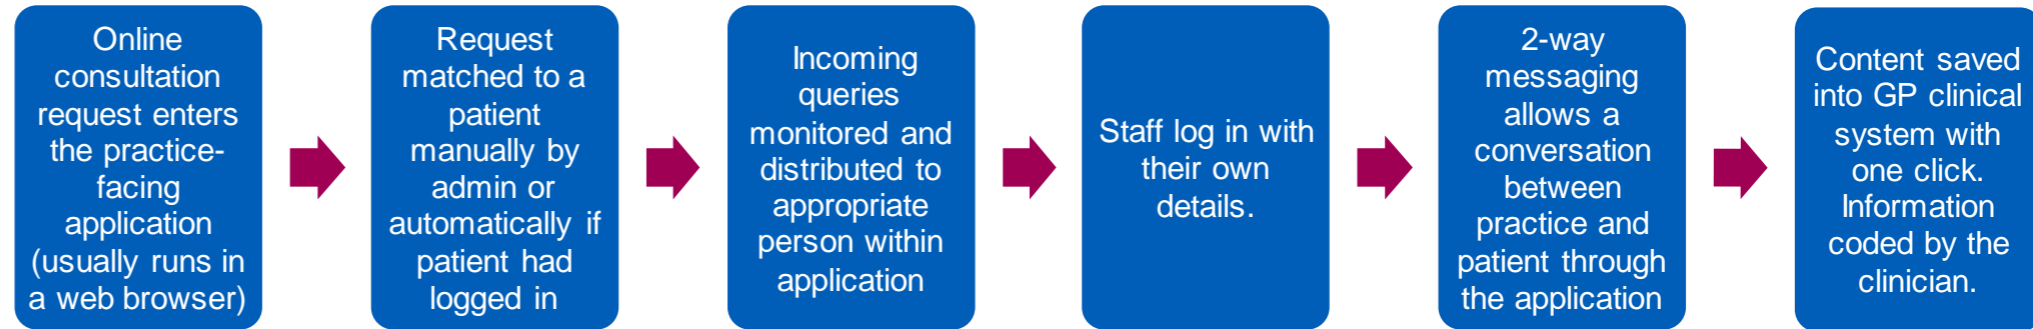 Online
consultation
request enters
the practice-
facing
application
(usually runs in
a web browser)
Request
matched to a
patient
manually by
admin or
automatically if
patient had
logged in
Incoming
queries
monitored and
distributed to
appropriate
person within
application
Staff log in with
their own
details.
2-way
messaging
allows a
conversation
between
practice and
patient through
the application
Content saved
into GP clinical
system with
one click.
Information
coded by the
clinician.